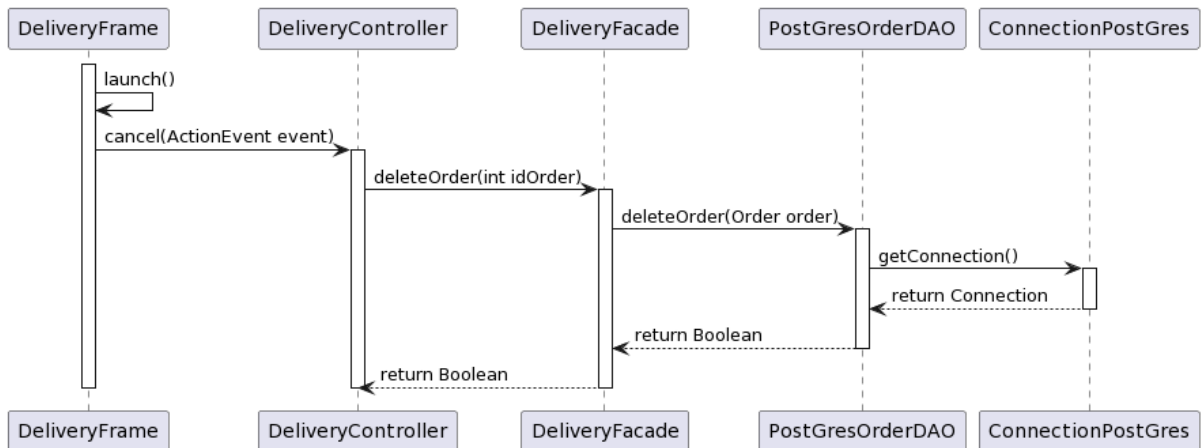 DeliveryFrame DeliveryController DeliveryFacade PostGresOrderDAO ConnectionPostGres
launch()
cancel(ActionEvent event)
deleteOrder(int idOrder)
deleteOrder(Order order)
getConnection()
return Connection
return Boolean
return Boolean
DeliveryFrame DeliveryController DeliveryFacade PostGresOrderDAO ConnectionPostGres